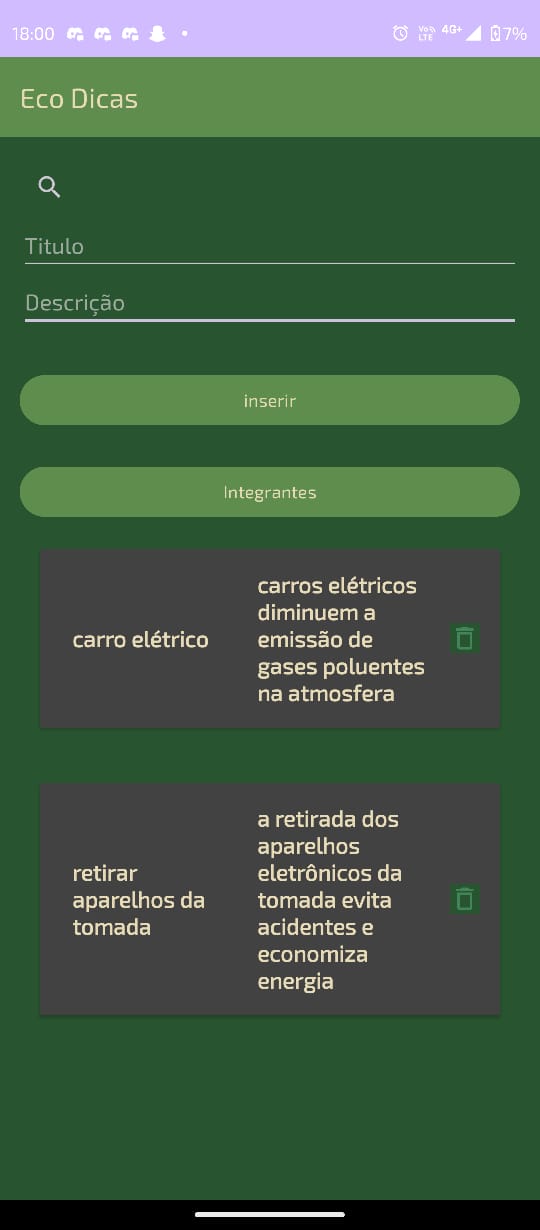 18:00 Vo) LTE 4G+ 7%
Eco Dicas
Titulo
Descrição
inserir
Integrantes
carro elétrico
carros elétricos
diminuem a
emissão de
gases poluentes
na atmosfera
retirar
aparelhos da
tomada
a retirada dos
aparelhos
eletrônicos da
tomada evita
acidentes e
economiza
energia